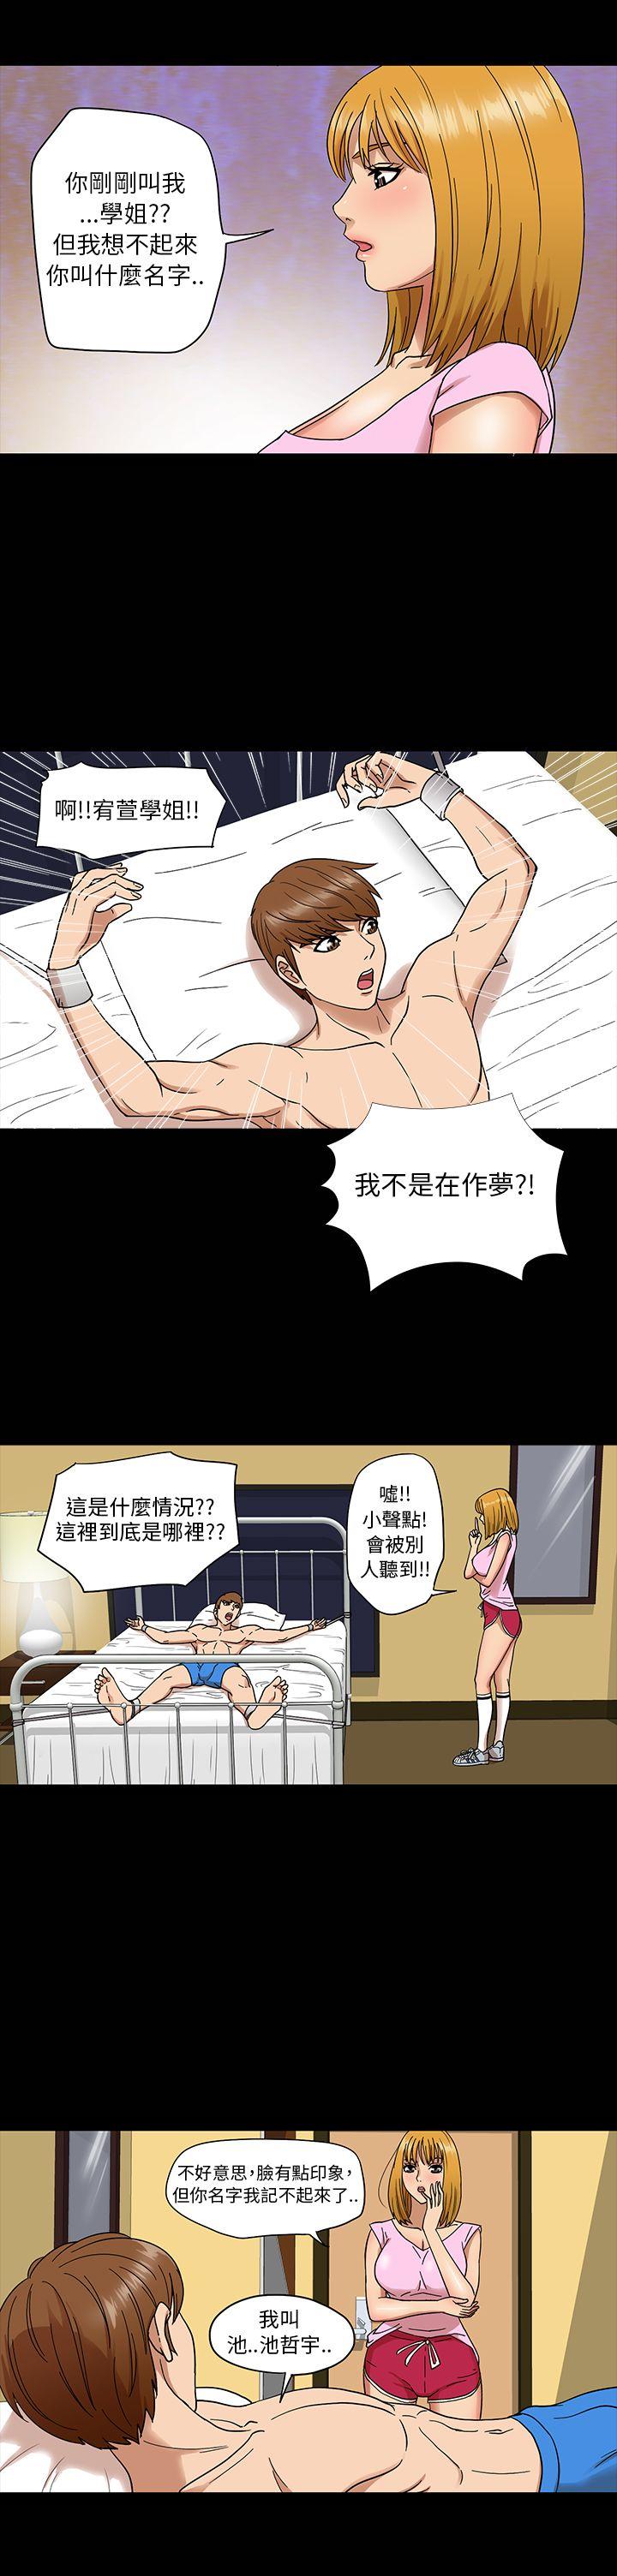 你剛剛叫我
...學姐??
但我想不起來
你叫什麼名字..
啊!!宥萱學姐!!
我不是在作夢?!
這是什麼情況??
這裡到底是哪裡??
噓!!
小聲點!
會被別
人聽到!!
不好意思，臉有點印象，
但你名字我記不起來了..
我叫
池..池哲宇..